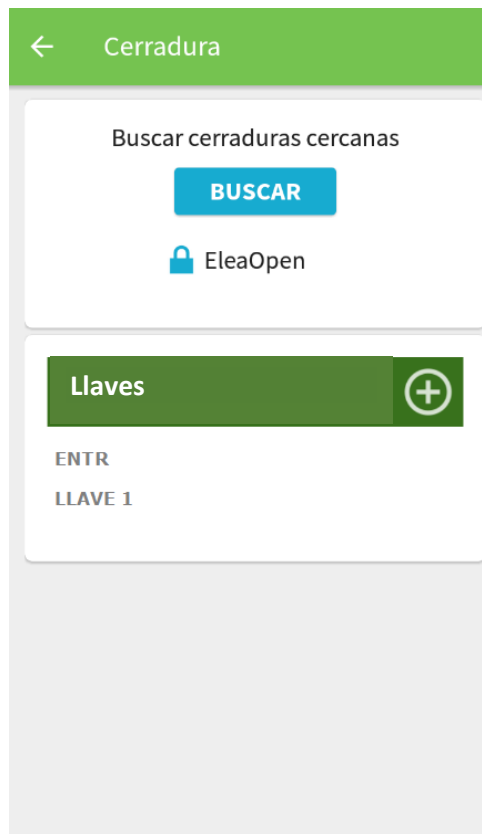 Cerradura
Buscar cerraduras cercanas
BUSCAR
EleaOpen
Llaves
ENTR
LLAVE 1